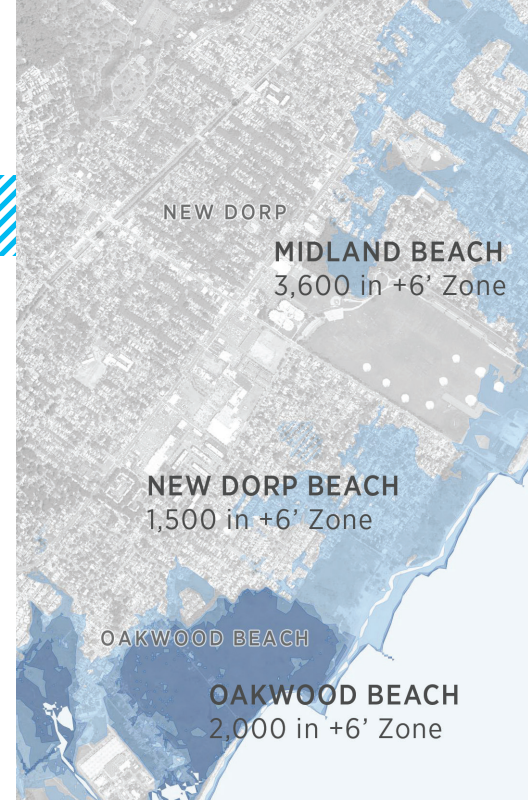 NEW DORP
MIDLAND BEACH
3,600 in +6’ Zone
NEW DORP BEACH
1,500 in +6’ Zone
OAKWOOD BEACH
OAKWOOD BEACH
2,000 in +6’ Zone